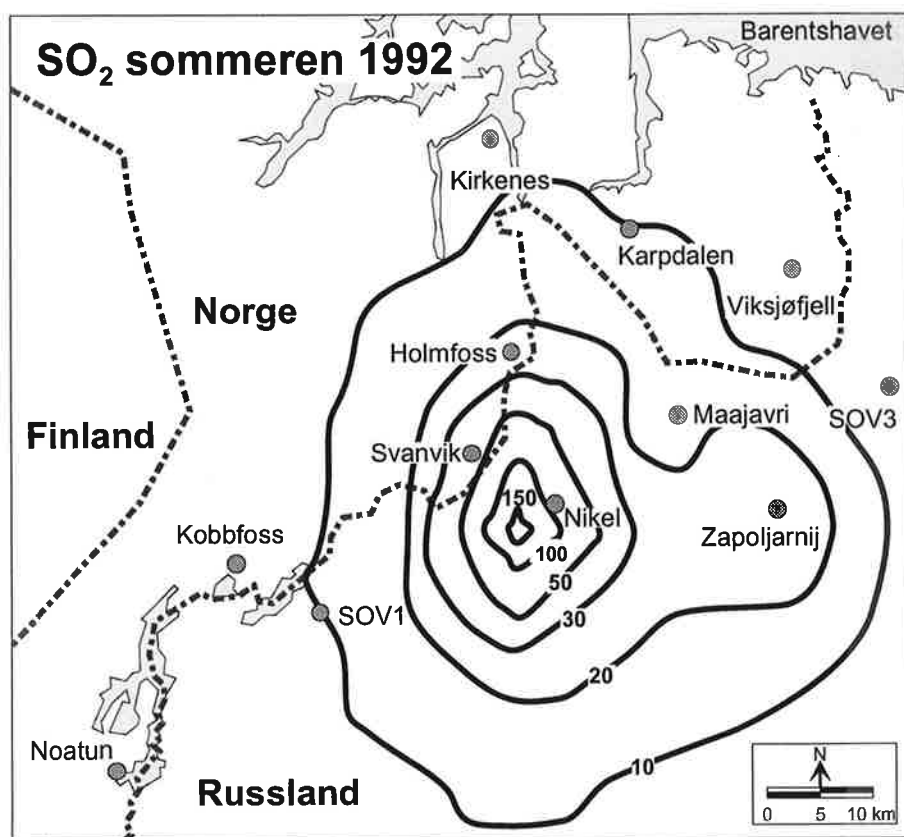 Barentshavet
SO₂ sommeren 1992
Kirkenes
Karpdalen
Viksjøfjell
Norge
Holmfoss
Maajavri
SOV3
Finland
Svanvik
150
Nikel
Zapoljarnij
Kobbfoss
100
50
SOV1
30
20
Noatun
10
N
Russland
0 5 10 km